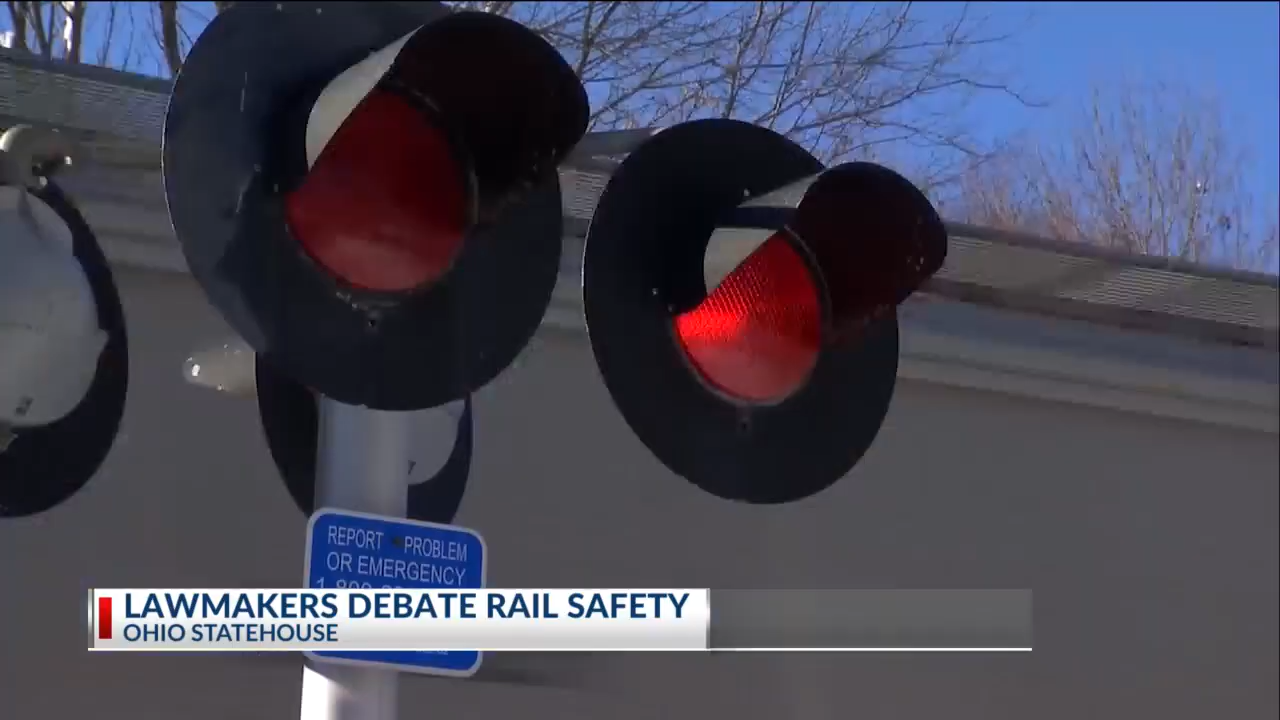 REPORT PROBLEM
OR EMERGENCY
LAWMAKERS DEBATE RAIL SAFETY
OHIO STATEHOUSE